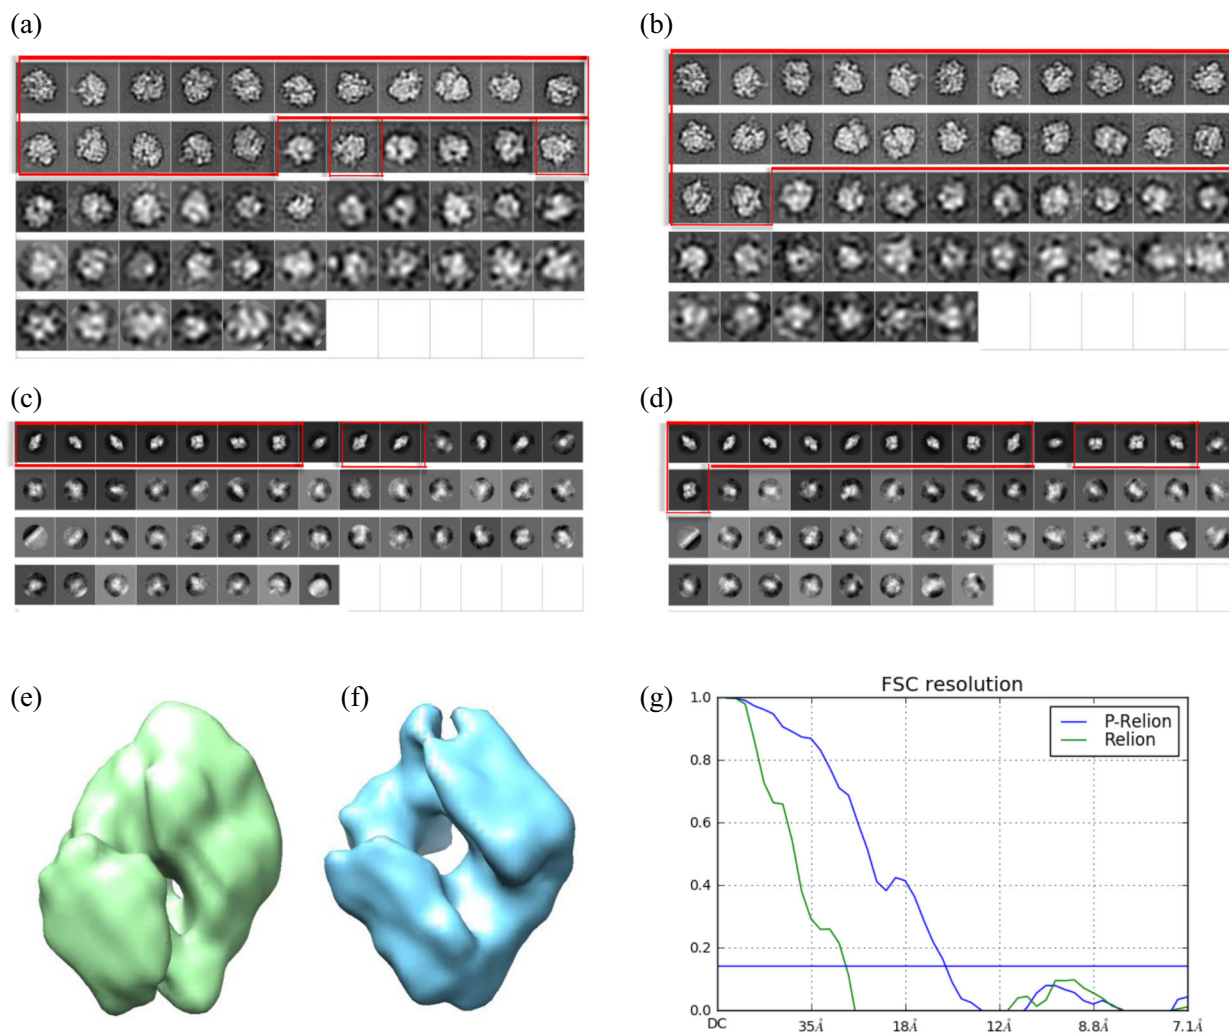 (a)
(b)
(c)
(d)
(e)
(f)
(g)
FSC resolution
1.0
0.8
0.6
0.4
0.2
0.0
P-Relion
Relion
DC
35Å
18Å
12Å
8.8Å
7.1Å